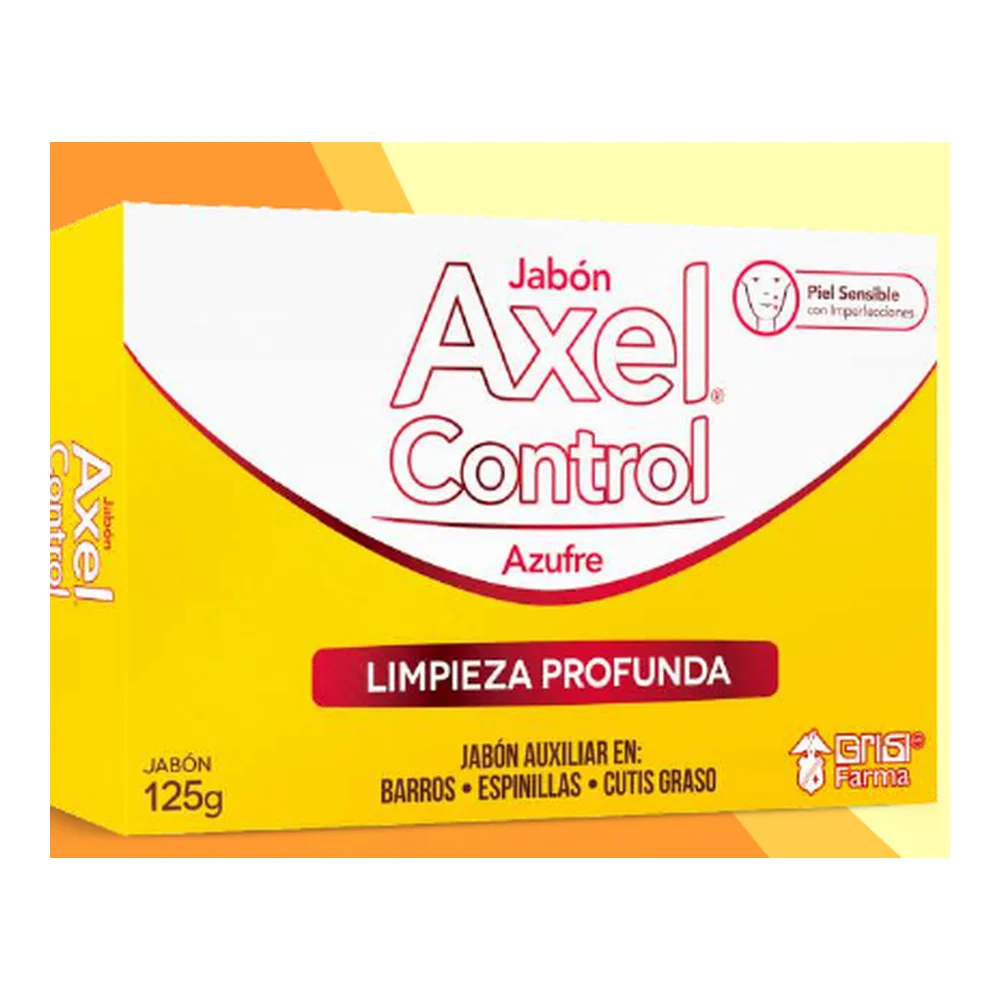 Jabón
Axel®
Control
Azufre
Piel Sensible
con Imperfecciones
LIMPIEZA PROFUNDA
JABÓN AUXILIAR EN:
BARROS • ESPINILLAS • CUTIS GRASO
JABÓN
125g
GRISI
Farma
Jabón
Axel
Control